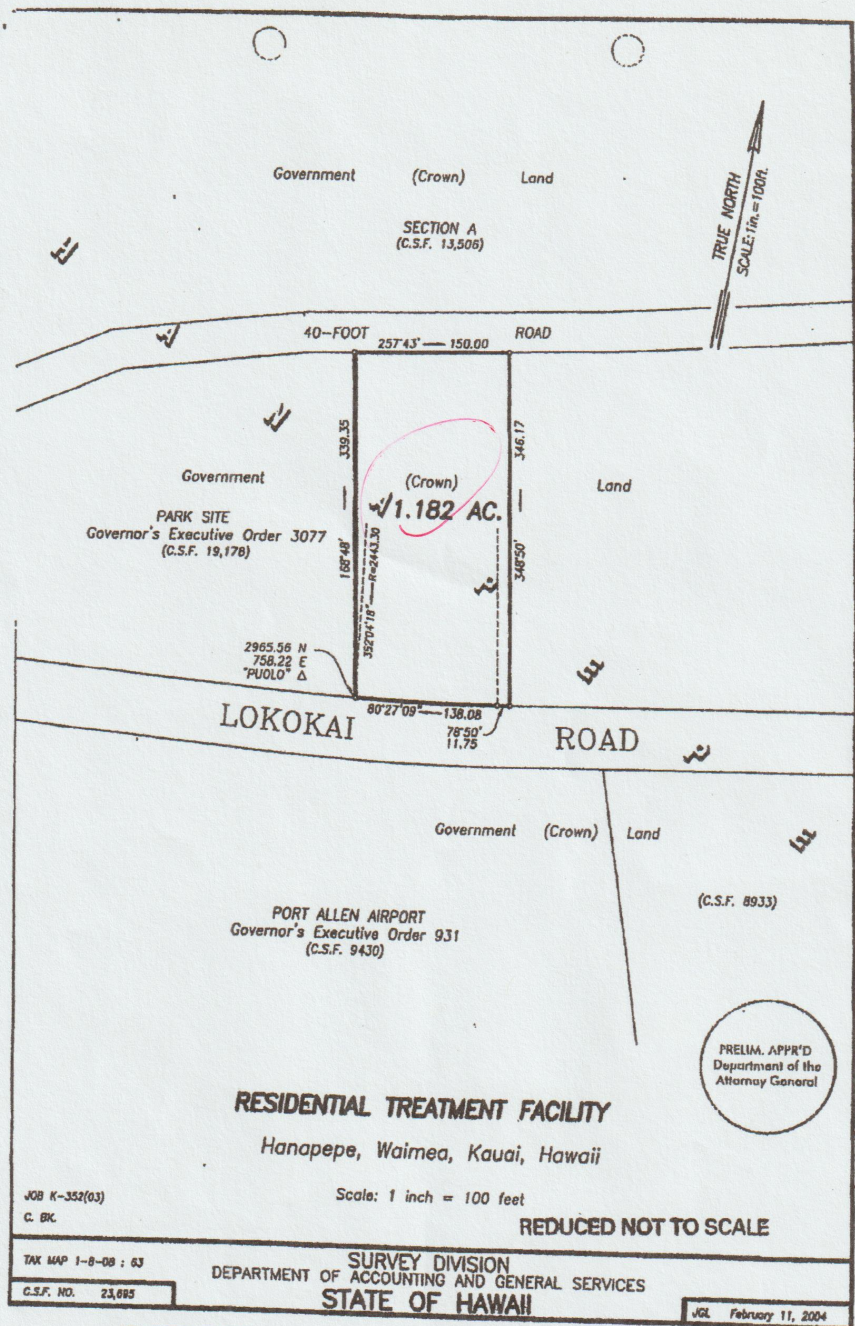 Government (Crown) Land
SECTION A
(C.S.F. 13,506)
TRUE NORTH
SCALE: 1in.=100ft.
40-FOOT ROAD
257°43' — 150.00
339.35
168°48'
346.17
348°50'
Government
(Crown)
Land
1.182 AC.
PARK SITE
Governor's Executive Order 3077
(C.S.F. 19,178)
352°04'18" — R=2443.30
2965.56 N
758.22 E
"PUOLO" Δ
80°27'09" — 138.08
78°50'
11.75
LOKOKAI ROAD
Government (Crown) Land
(C.S.F. 8933)
PORT ALLEN AIRPORT
Governor's Executive Order 931
(C.S.F. 9430)
PRELIM. APPR'D
Department of the
Attorney General
RESIDENTIAL TREATMENT FACILITY
Hanapepe, Waimea, Kauai, Hawaii
JOB K-352(03)
Scale: 1 inch = 100 feet
C. BK.
REDUCED NOT TO SCALE
TAX MAP 1-8-08 : 63
SURVEY DIVISION
DEPARTMENT OF ACCOUNTING AND GENERAL SERVICES
C.S.F. NO. 23,695
STATE OF HAWAII
JGL February 11, 2004